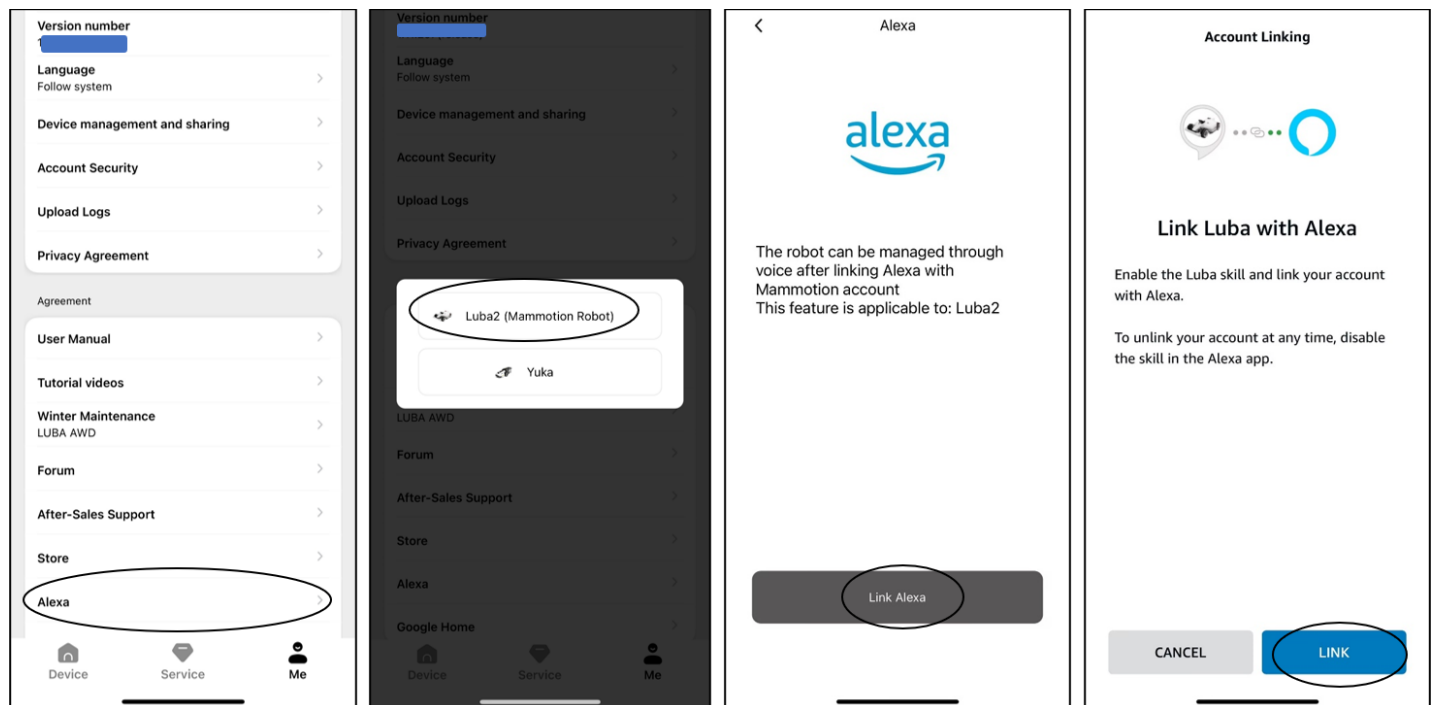 Version number
Language
Follow system
Device management and sharing
Account Security
Upload Logs
Privacy Agreement
Agreement
User Manual
Tutorial videos
Winter Maintenance
LUBA AWD
Forum
After-Sales Support
Store
Alexa
Device
Service
Me
Version number
Language
Follow system
Device management and sharing
Account Security
Upload Logs
Privacy Agreement
Luba2 (Mammotion Robot)
Yuka
LUBA AWD
Forum
After-Sales Support
Store
Alexa
Google Home
Device
Service
Me
Alexa
alexa
The robot can be managed through
voice after linking Alexa with
Mammotion account
This feature is applicable to: Luba2
Link Alexa
Account Linking
Link Luba with Alexa
Enable the Luba skill and link your account
with Alexa.
To unlink your account at any time, disable
the skill in the Alexa app.
CANCEL
LINK